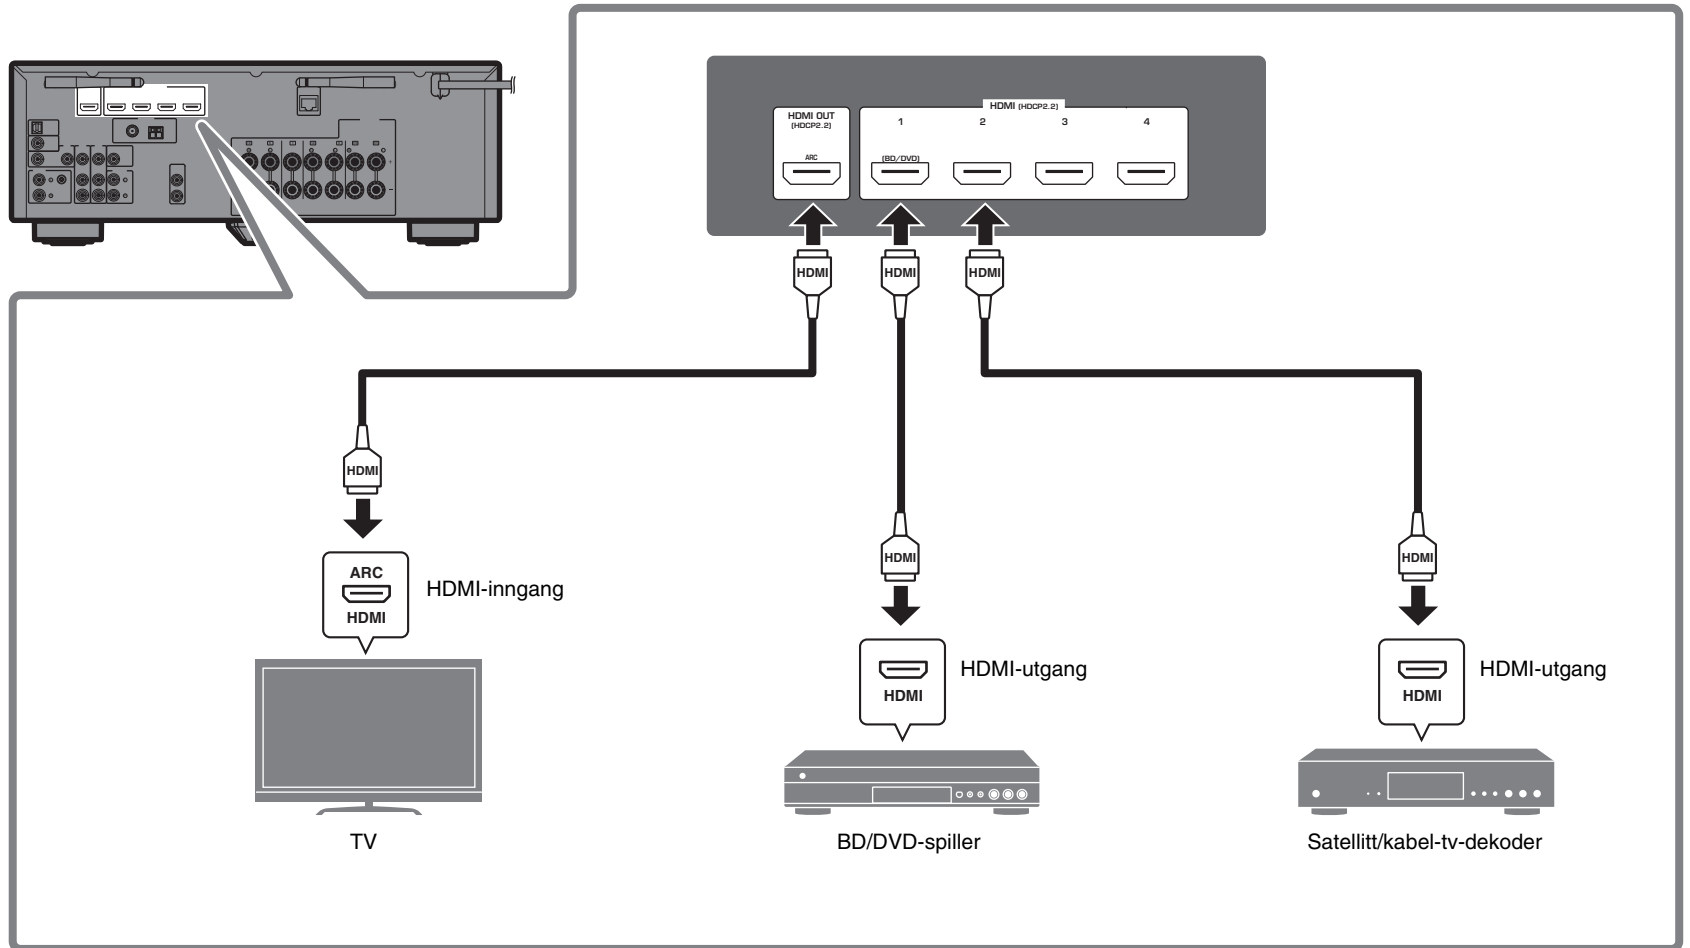 HDMI OUT
(HDCP2.2)
HDMI (HDCP2.2)
1 2 3 4
ARC
(BD/DVD)
HDMI HDMI HDMI
HDMI
ARC
HDMI
HDMI-inngang
HDMI
HDMI
HDMI
HDMI-utgang
HDMI
HDMI-utgang
TV
BD/DVD-spiller
Satellitt/kabel-tv-dekoder